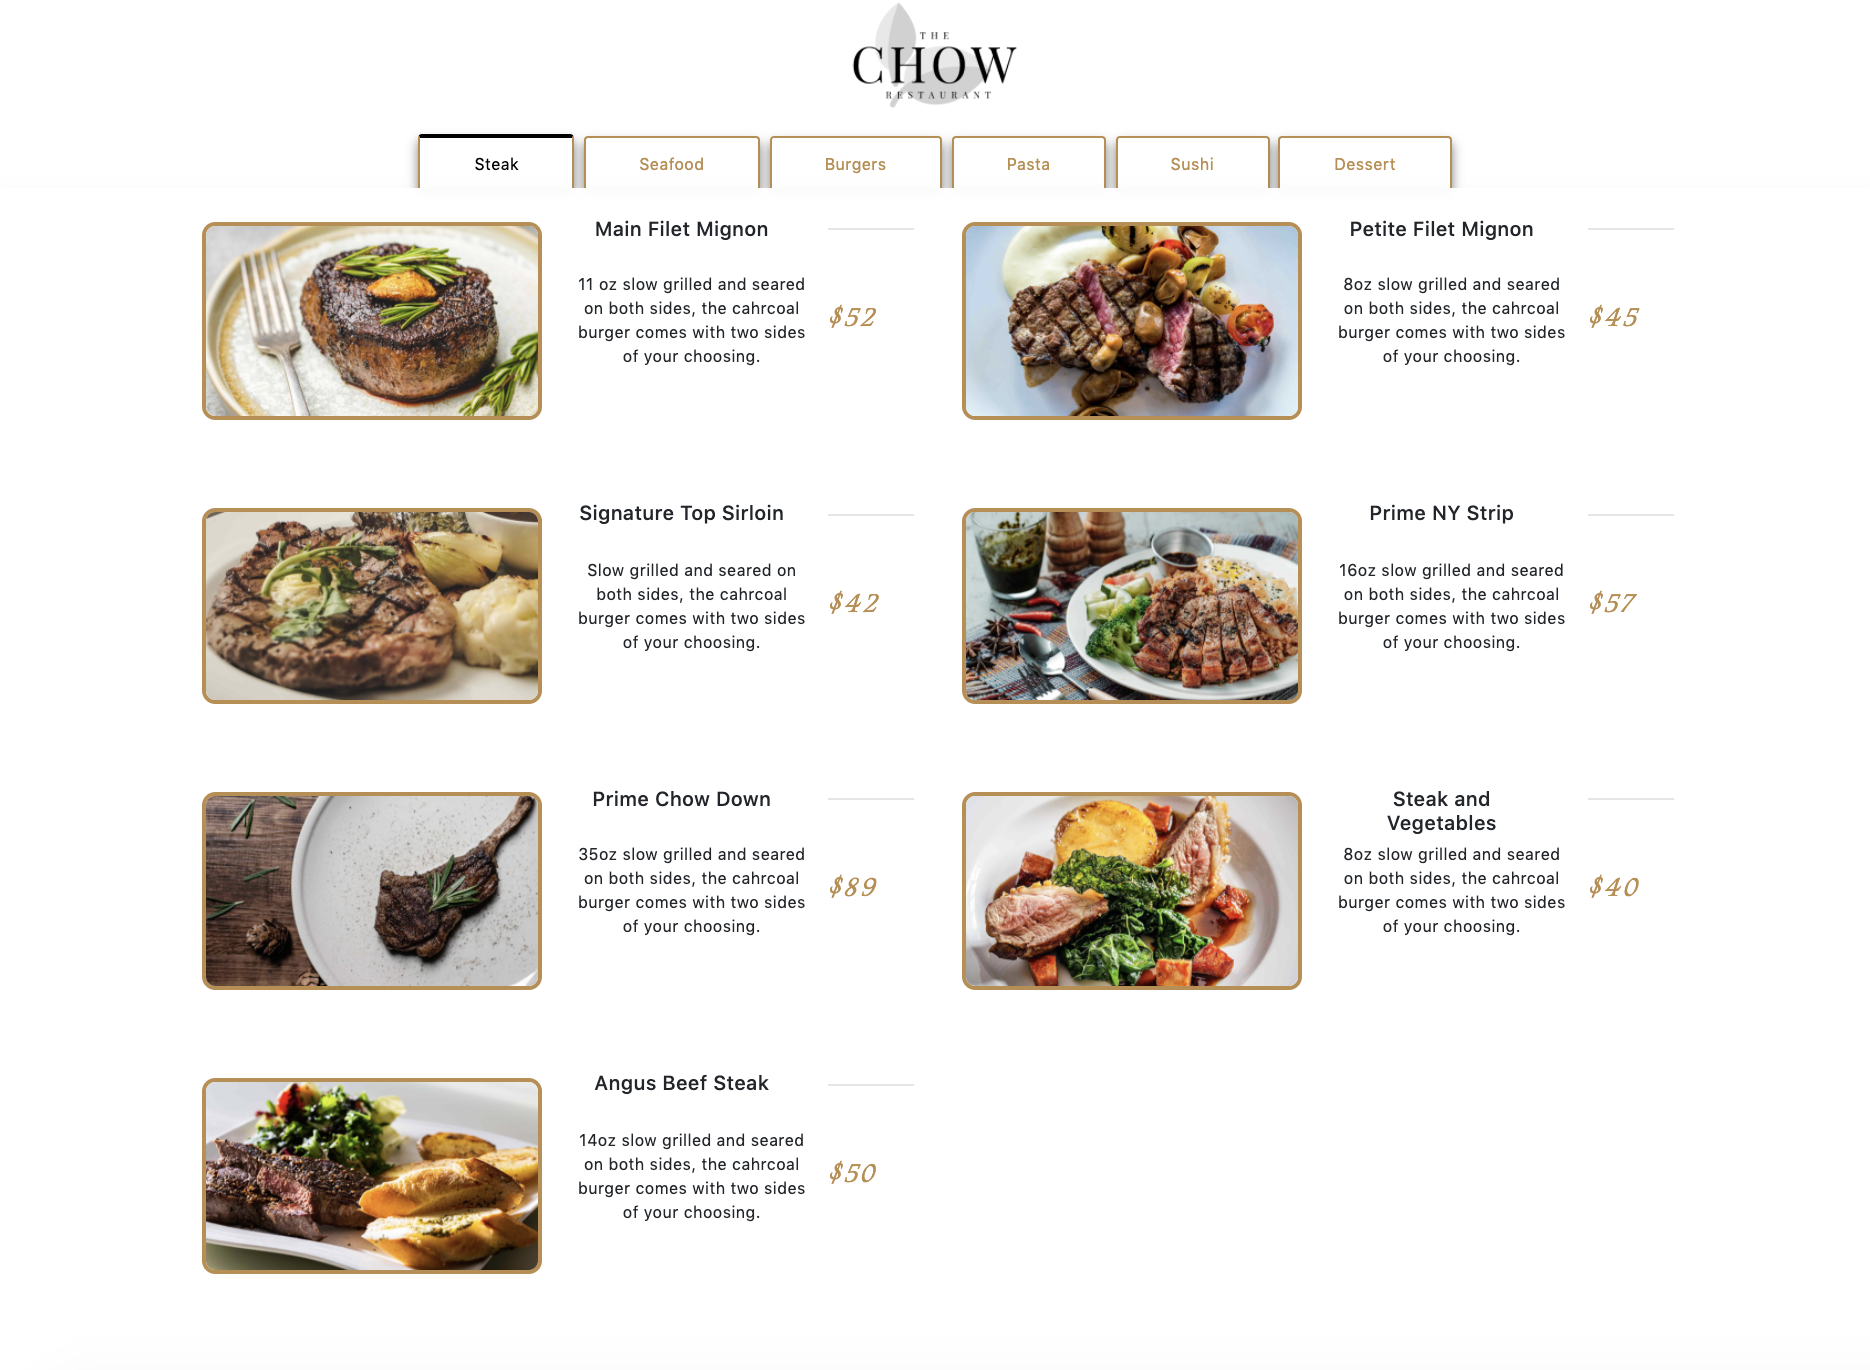 THE
CHOW
RESTAURANT
Steak
Seafood
Burgers
Pasta
Sushi
Dessert
Main Filet Mignon
11 oz slow grilled and seared
on both sides, the cahrcoal
burger comes with two sides
of your choosing.
$52
Petite Filet Mignon
8oz slow grilled and seared
on both sides, the cahrcoal
burger comes with two sides
of your choosing.
$45
Signature Top Sirloin
Slow grilled and seared on
both sides, the cahrcoal
burger comes with two sides
of your choosing.
$42
Prime NY Strip
16oz slow grilled and seared
on both sides, the cahrcoal
burger comes with two sides
of your choosing.
$57
Prime Chow Down
35oz slow grilled and seared
on both sides, the cahrcoal
burger comes with two sides
of your choosing.
$89
Steak and
Vegetables
8oz slow grilled and seared
on both sides, the cahrcoal
burger comes with two sides
of your choosing.
$40
Angus Beef Steak
14oz slow grilled and seared
on both sides, the cahrcoal
burger comes with two sides
of your choosing.
$50